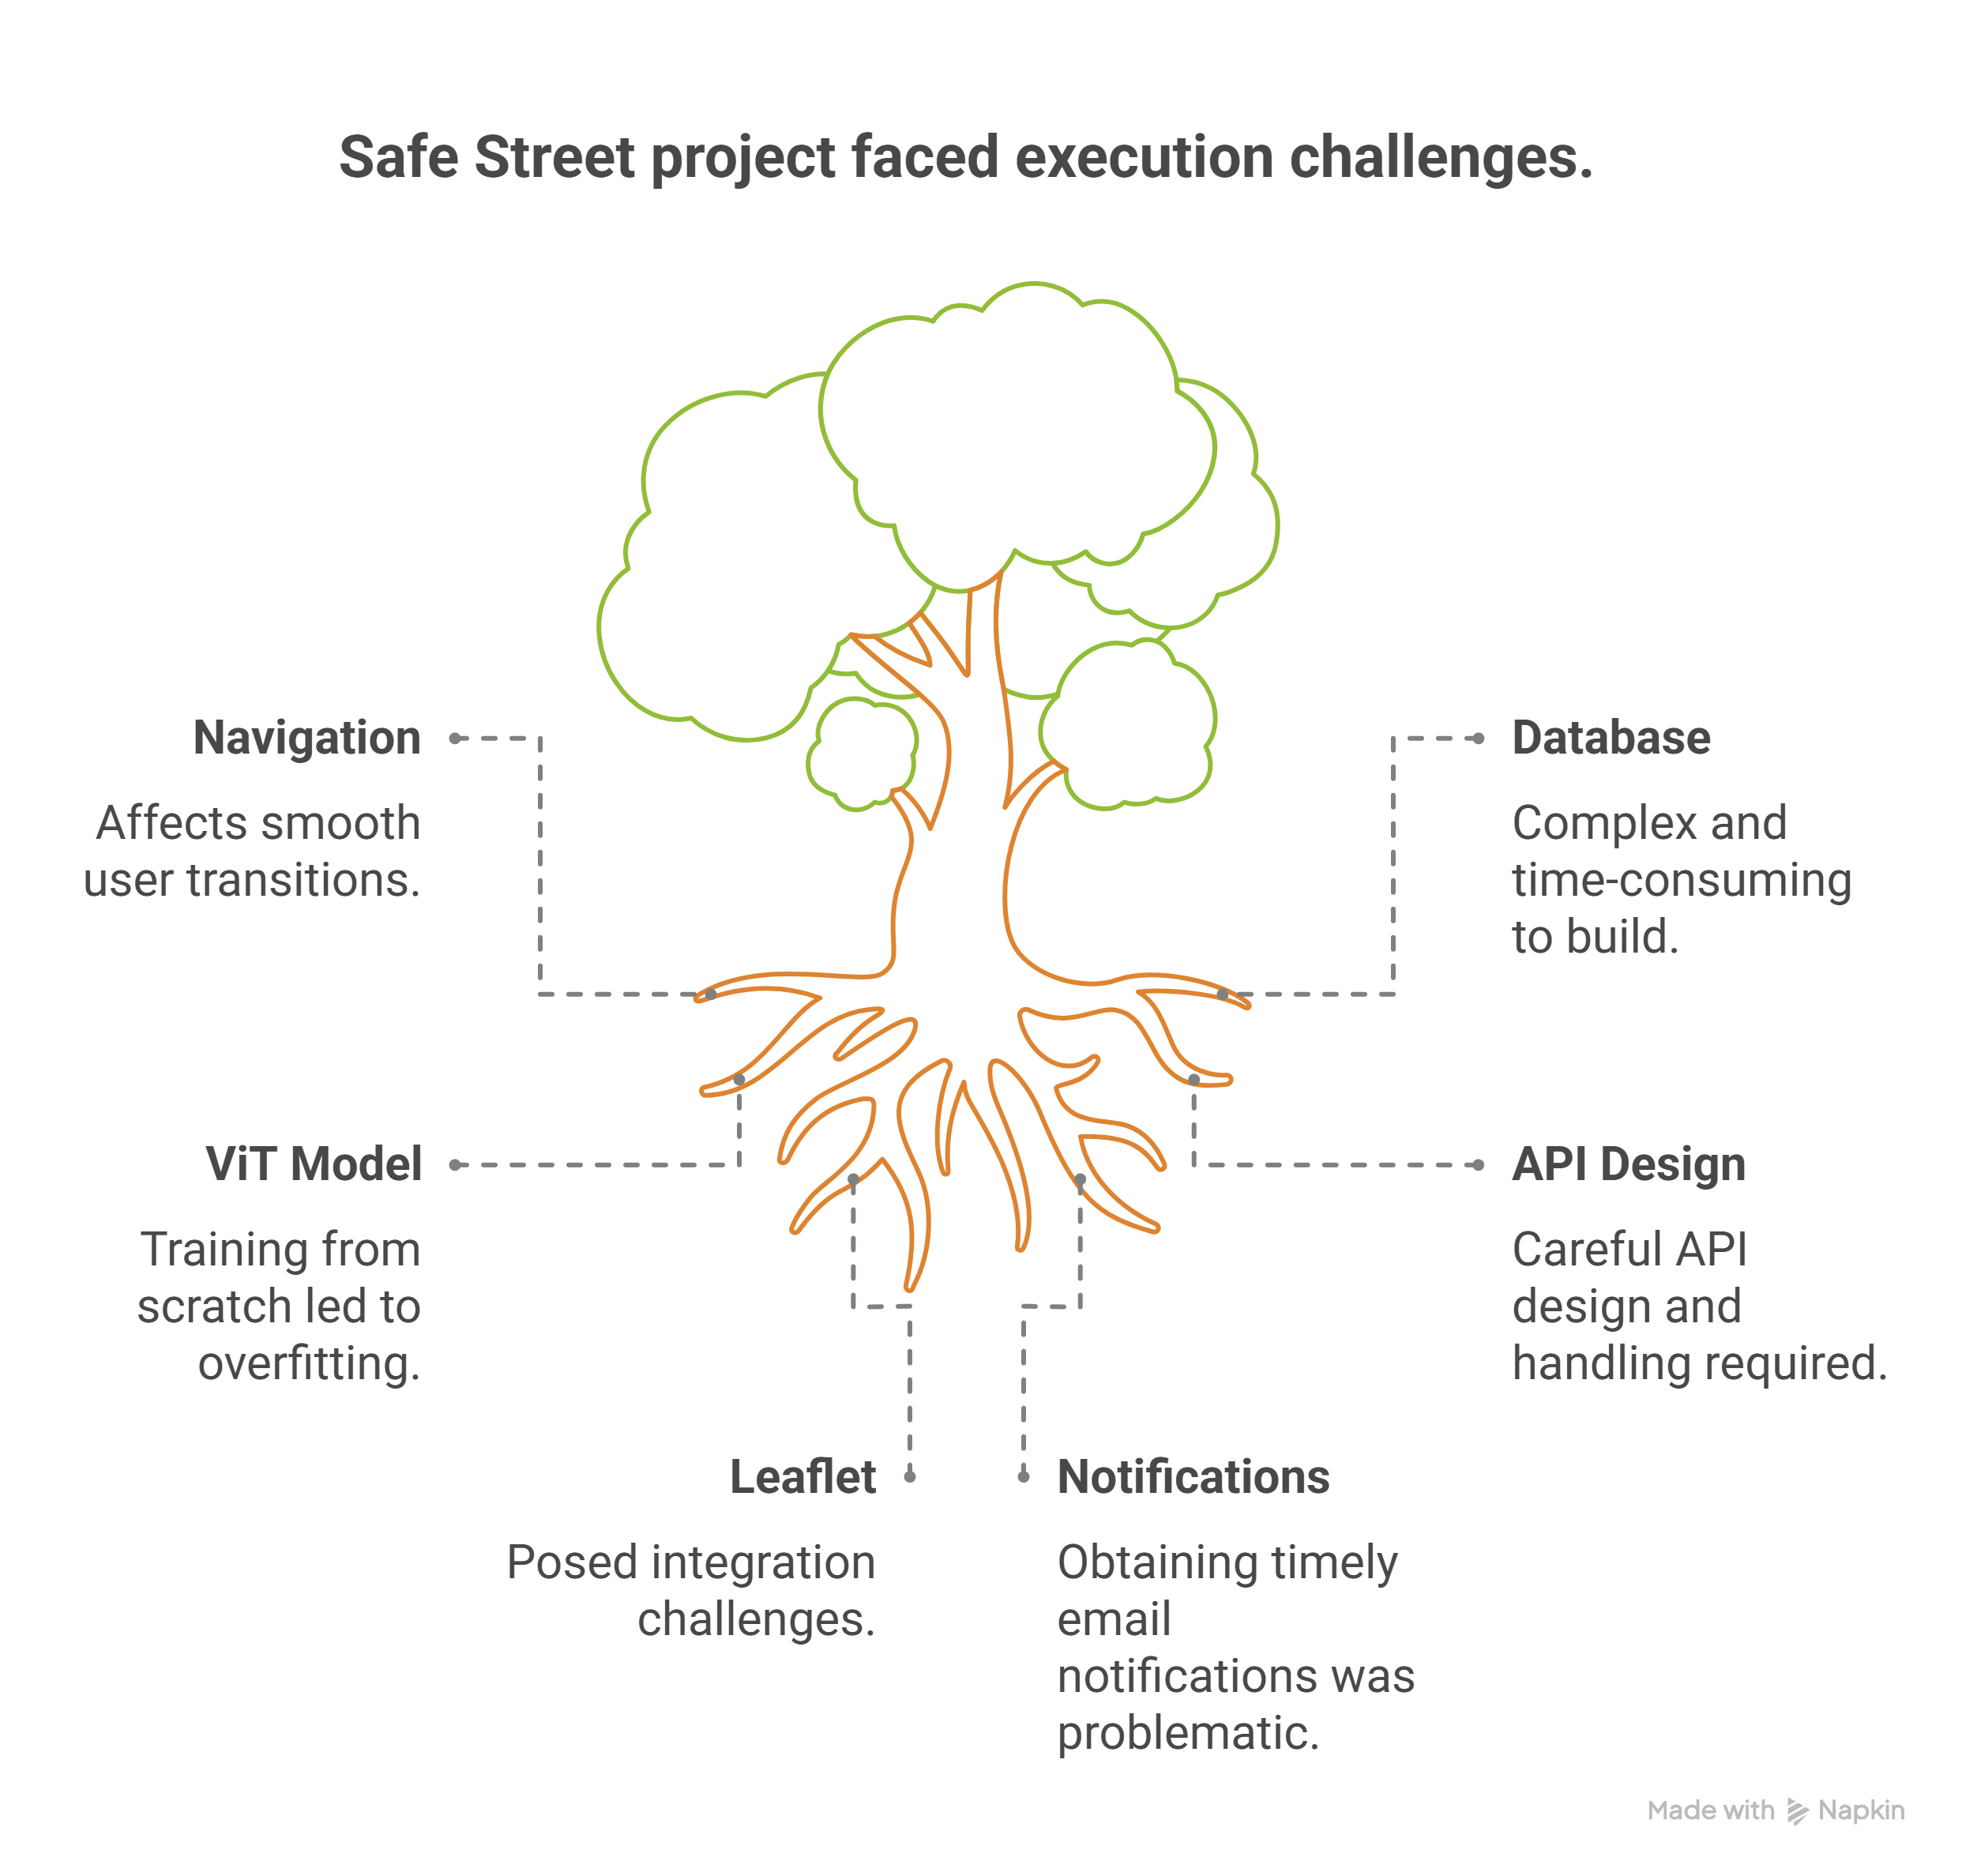 Safe Street project faced execution challenges.
Navigation
Affects smooth
user transitions.
Database
Complex and
time-consuming
to build.
ViT Model
Training from
scratch led to
overfitting.
API Design
Careful API
design and
handling required.
Leaflet
Posed integration
challenges.
Notifications
Obtaining timely
email
notifications was
problematic.
Made with Napkin